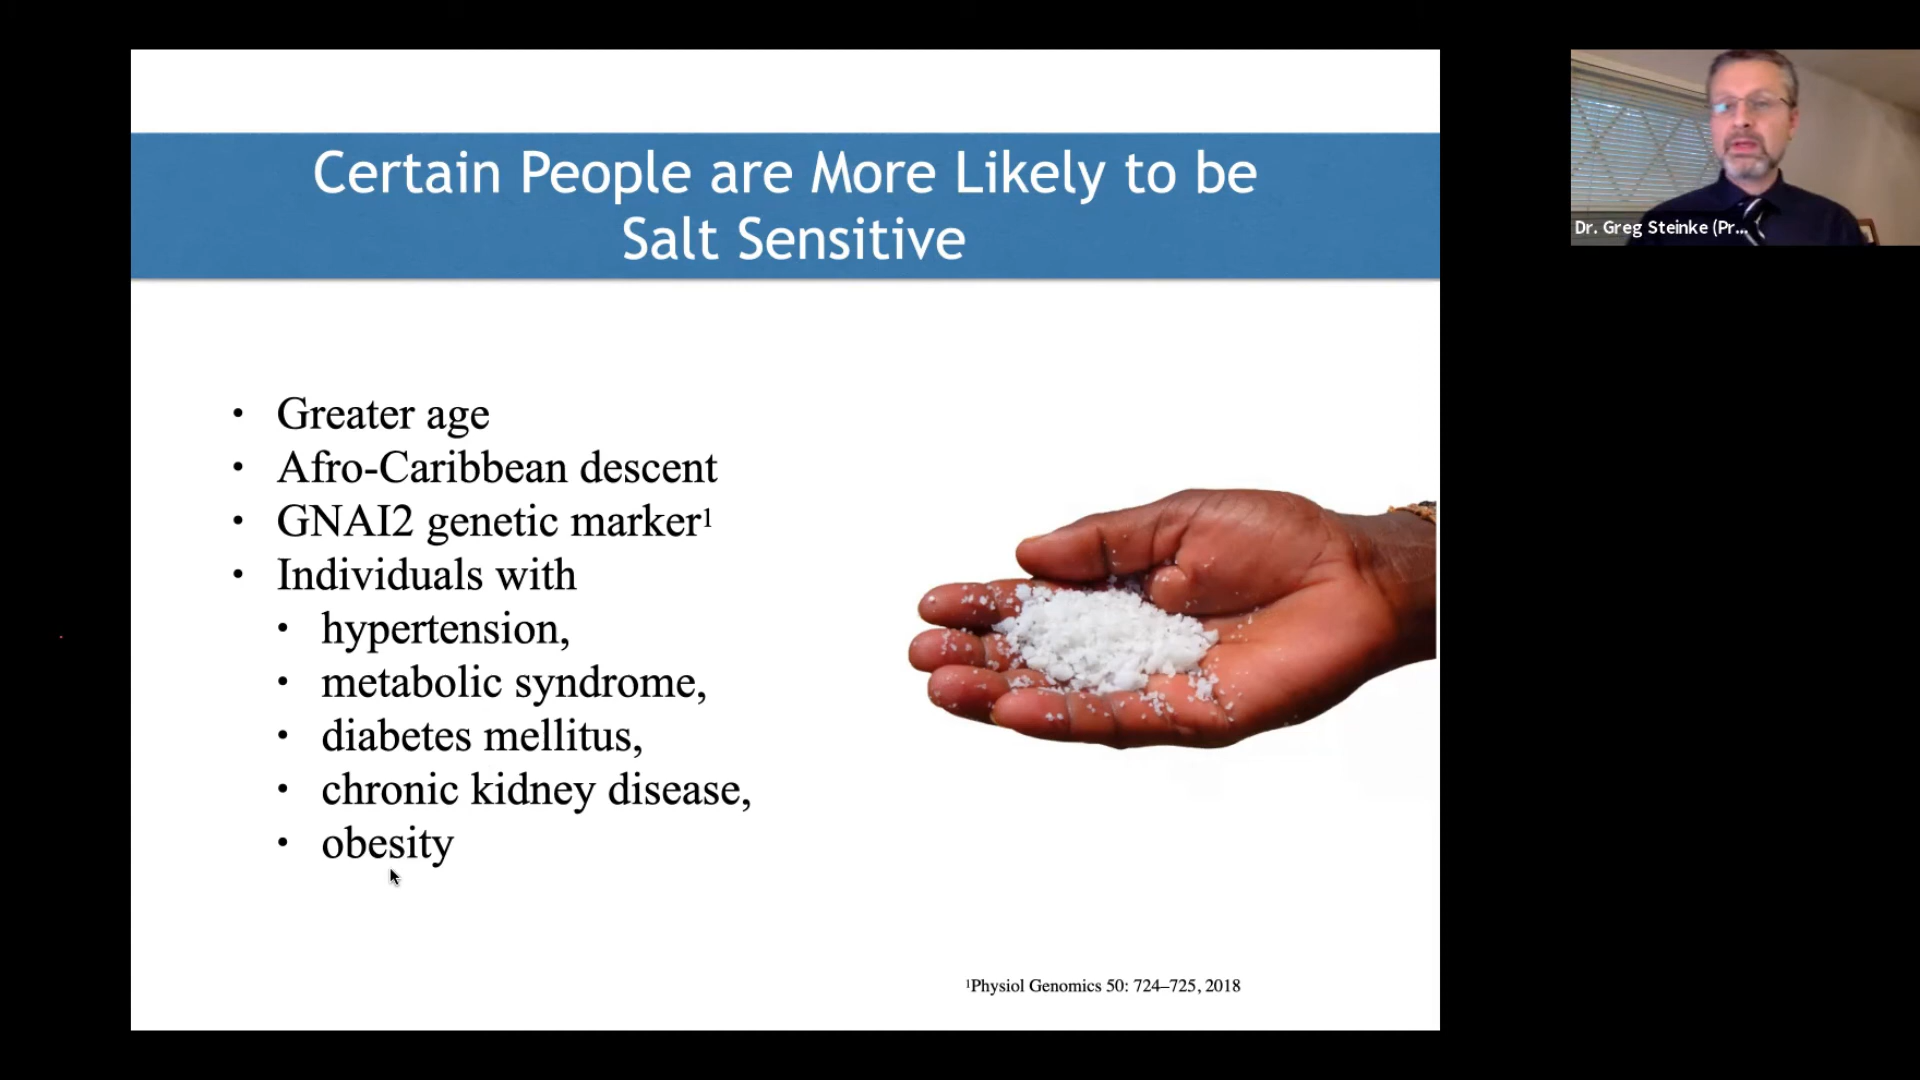 Certain People are More Likely to be
Salt Sensitive
• Greater age
• Afro-Caribbean descent
• GNAI2 genetic marker¹
• Individuals with
• hypertension,
• metabolic syndrome,
• diabetes mellitus,
• chronic kidney disease,
• obesity
¹Physiol Genomics 50: 724–725, 2018
Dr. Greg Steinke (Pr...